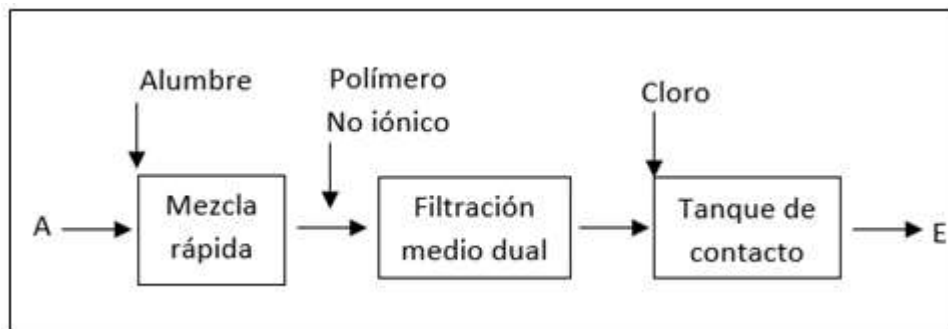 Alumbre
Polímero
No iónico
Cloro
A
Mezcla
rápida
Filtración
medio dual
Tanque de
contacto
E